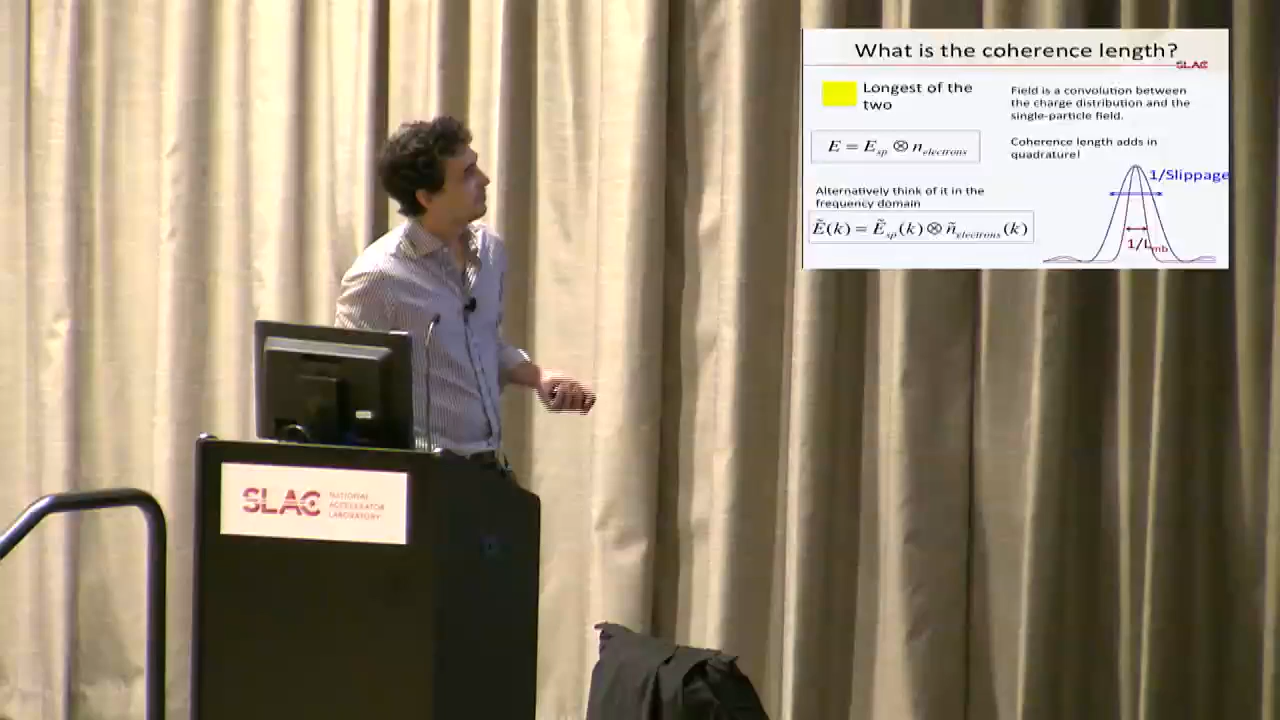 What is the coherence length?
SLAC
Longest of the
two
E = E_sp ⊗ n_electrons
Alternatively think of it in the
frequency domain
Ẽ(k) = Ẽ_sp(k) ⊗ ñ_electrons(k)
Field is a convolution between
the charge distribution and the
single-particle field.
Coherence length adds in
quadrature!
1/Slippage
1/L_mb
SLAC
NATIONAL
ACCELERATOR
LABORATORY